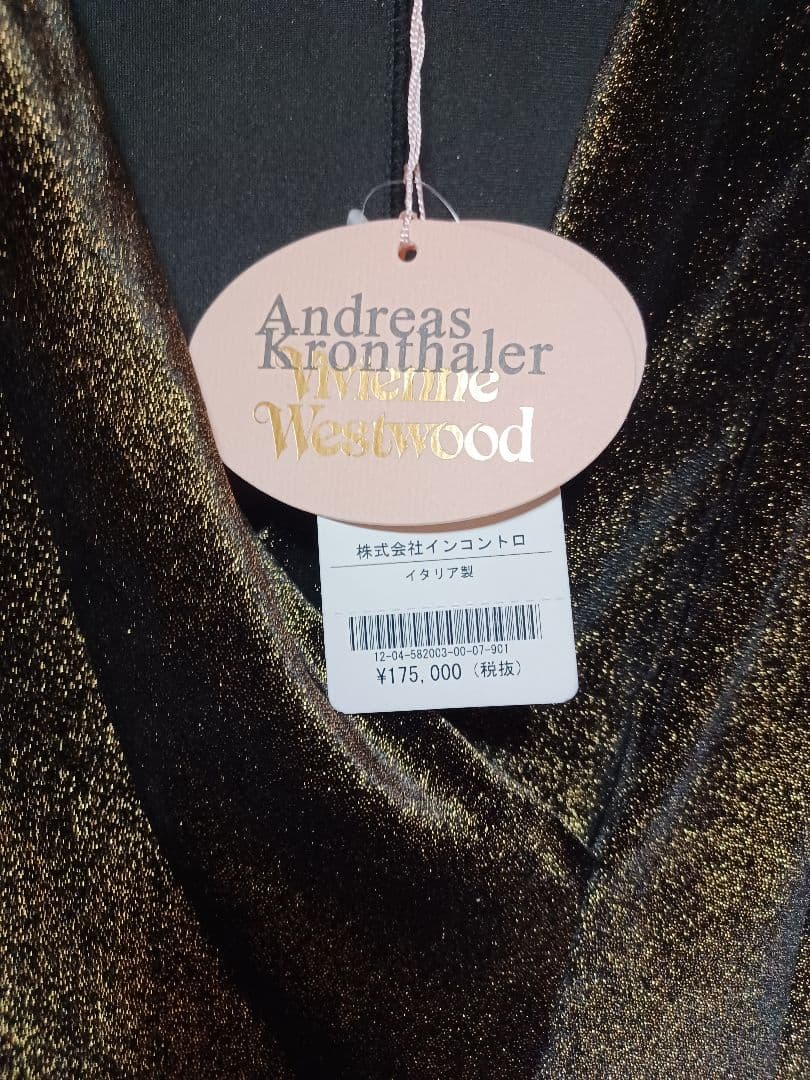 Andreas
Kronthaler
Vivienne
Westwood
株式会社インコントロ
イタリア製
12-04-582003-00-07-901
¥175,000（税抜）